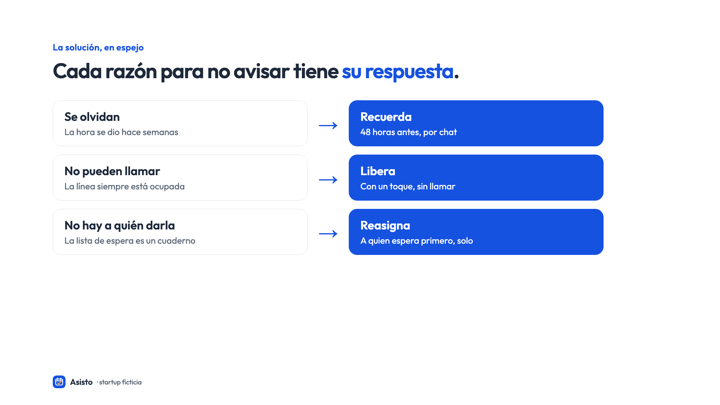 La solución, en espejo
Cada razón para no avisar tiene su respuesta.
Se olvidan
La hora se dio hace semanas
→
Recuerda
48 horas antes, por chat
No pueden llamar
La línea siempre está ocupada
→
Libera
Con un toque, sin llamar
No hay a quién darla
La lista de espera es un cuaderno
→
Reasigna
A quien espera primero, solo
Asisto · startup ficticia